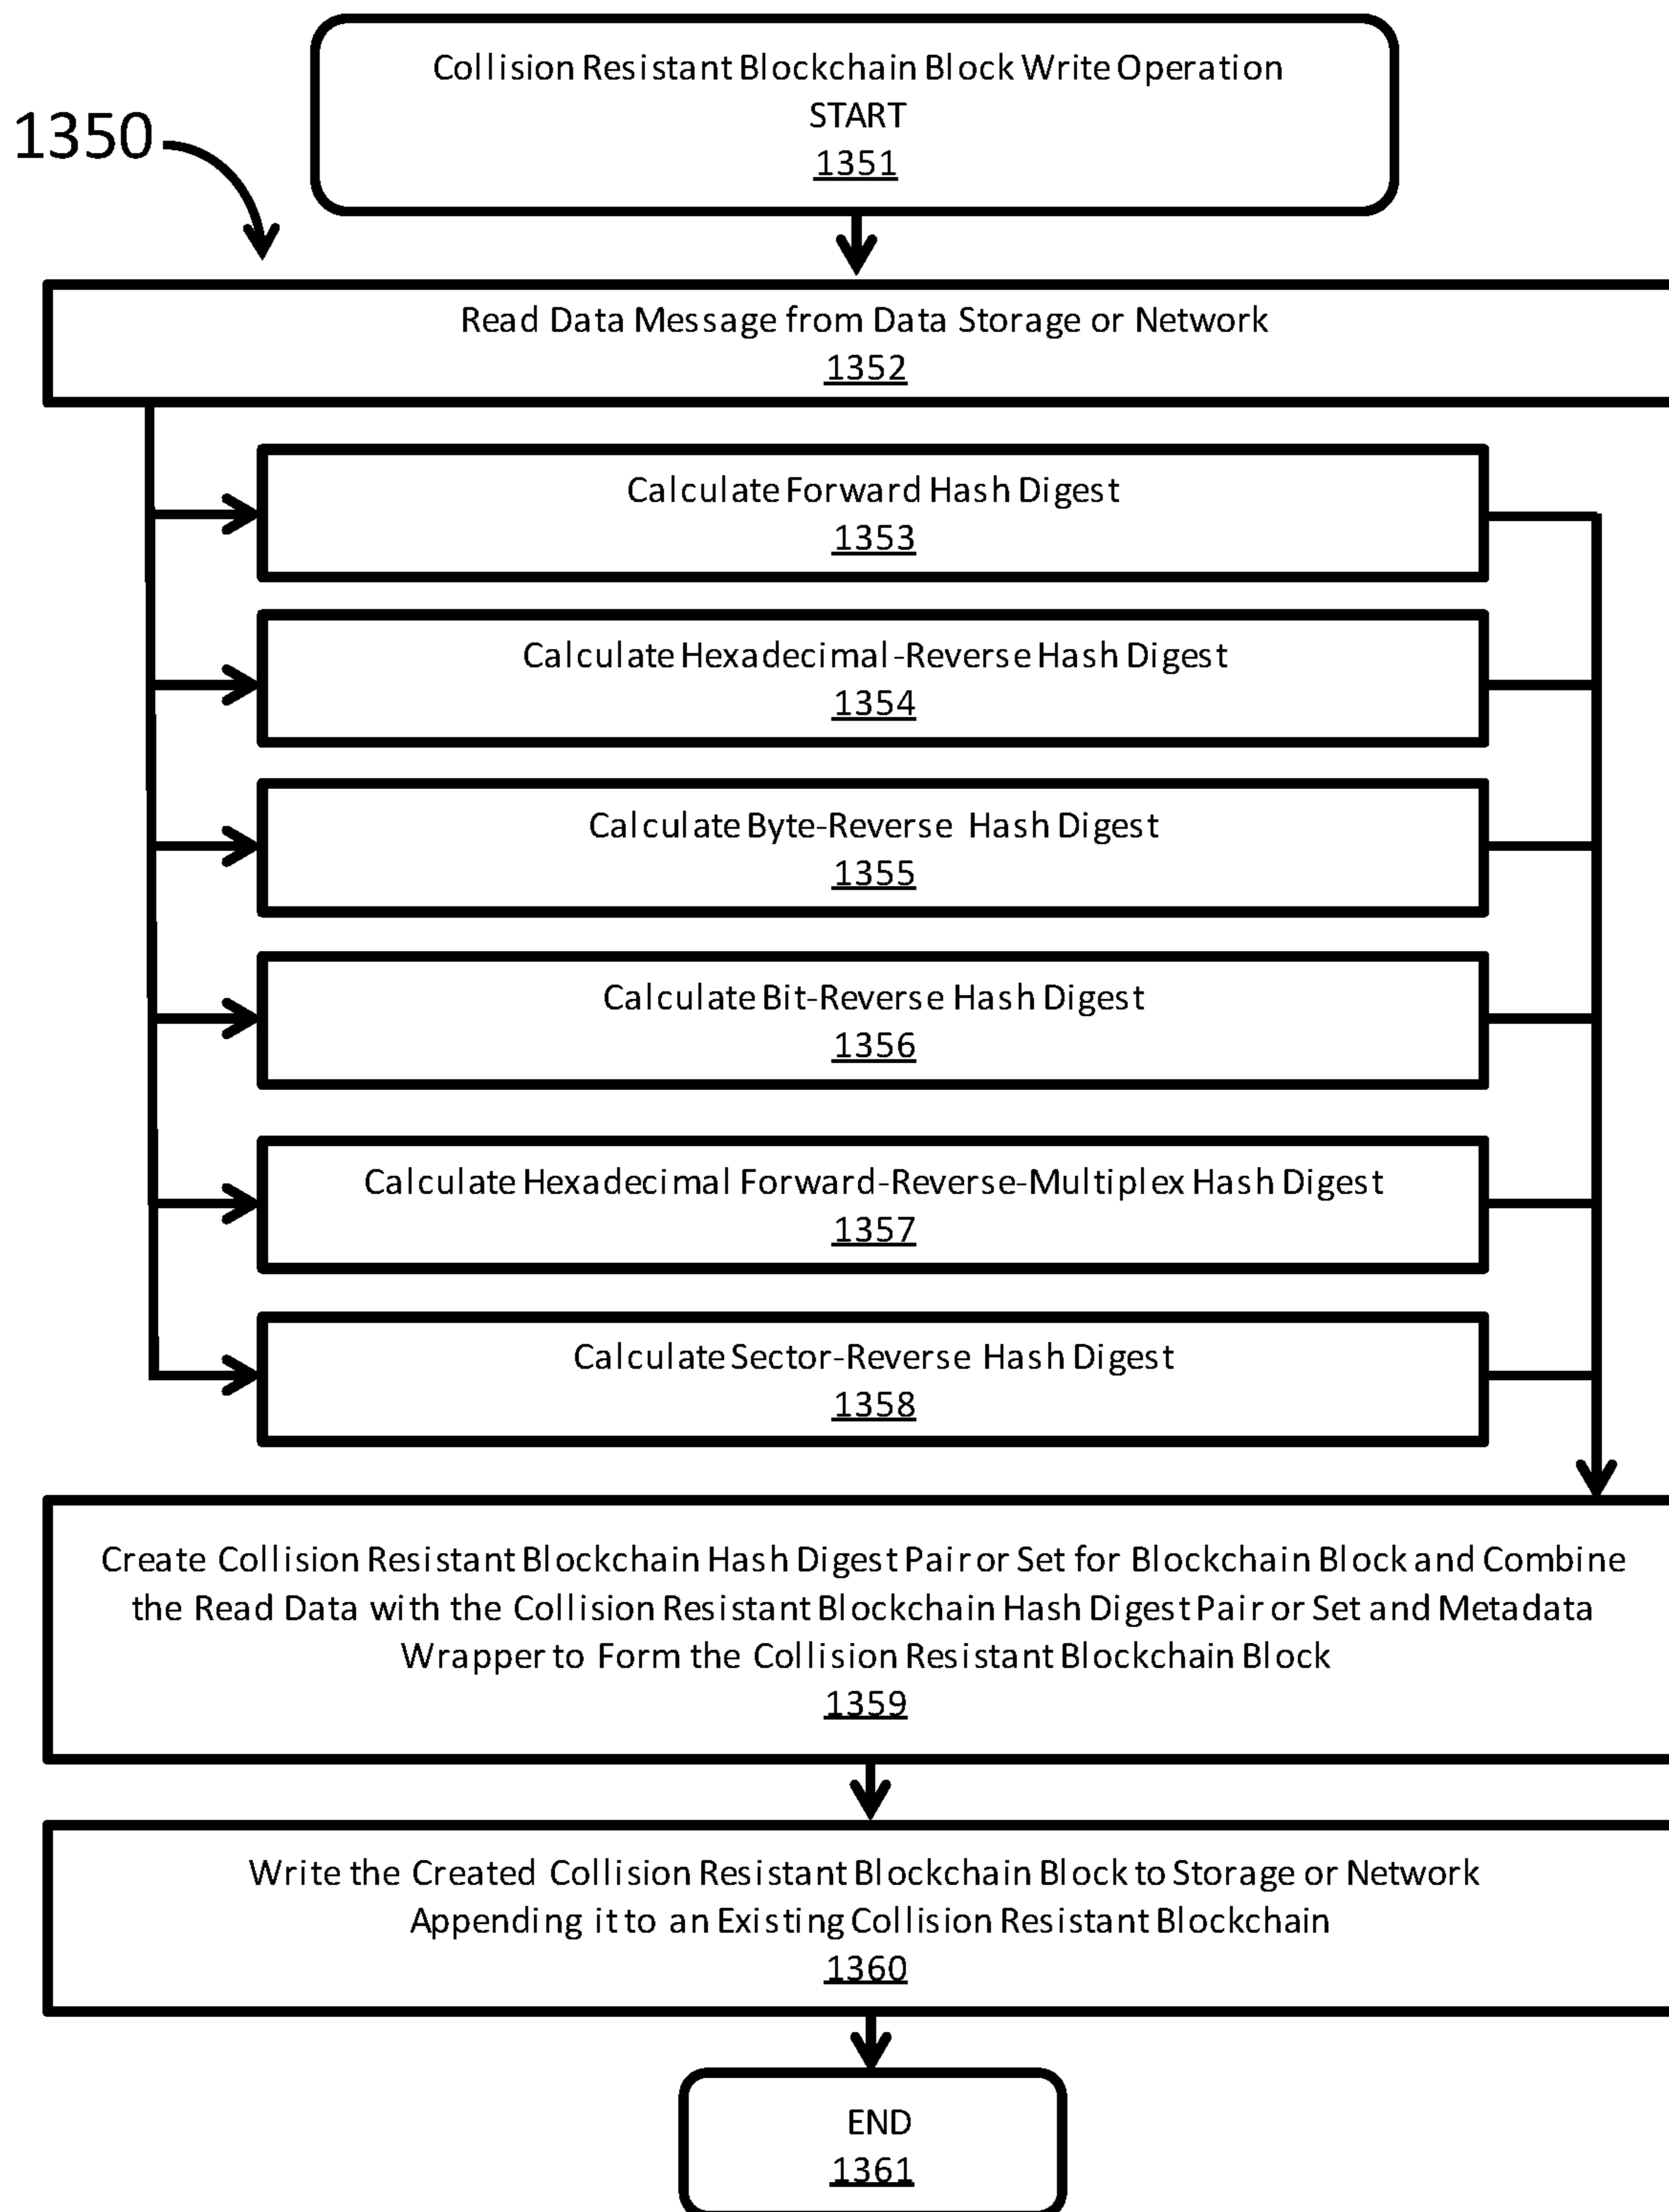 Collision Resistant Blockchain Block Write Operation
START
1351
1350
Read Data Message from Data Storage or Network
1352
Calculate Forward Hash Digest
1353
Calculate Hexadecimal-Reverse Hash Digest
1354
Calculate Byte-Reverse Hash Digest
1355
Calculate Bit-Reverse Hash Digest
1356
Calculate Hexadecimal Forward-Reverse-Multiplex Hash Digest
1357
Calculate Sector-Reverse Hash Digest
1358
Create Collision Resistant Blockchain Hash Digest Pair or Set for Blockchain Block and Combine
the Read Data with the Collision Resistant Blockchain Hash Digest Pair or Set and Metadata
Wrapper to Form the Collision Resistant Blockchain Block
1359
Write the Created Collision Resistant Blockchain Block to Storage or Network
Appending it to an Existing Collision Resistant Blockchain
1360
END
1361